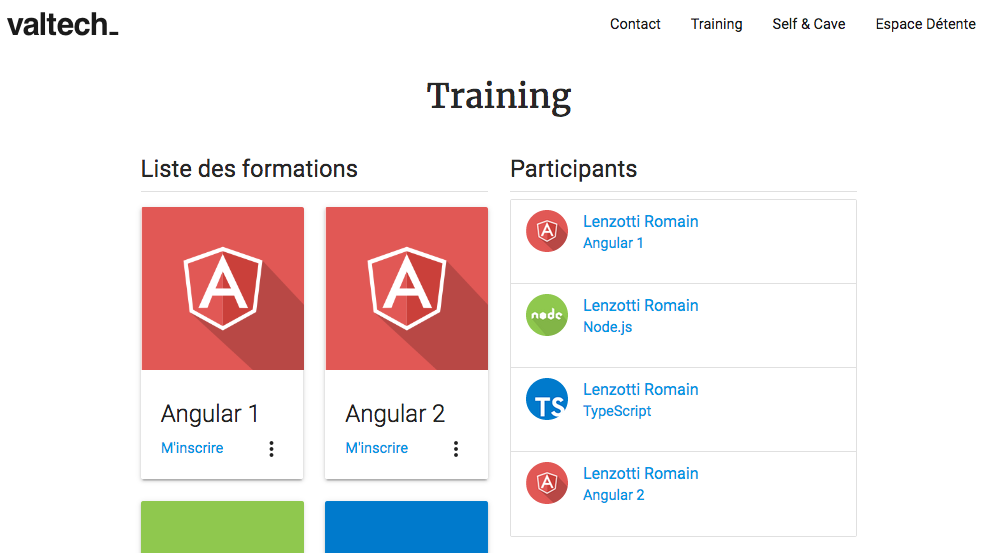 valtech_
Contact Training Self & Cave Espace Détente
Training
Liste des formations
Angular 1
M'inscrire
Angular 2
M'inscrire
Participants
Lenzotti Romain
Angular 1
node
Lenzotti Romain
Node.js
TS
Lenzotti Romain
TypeScript
Lenzotti Romain
Angular 2